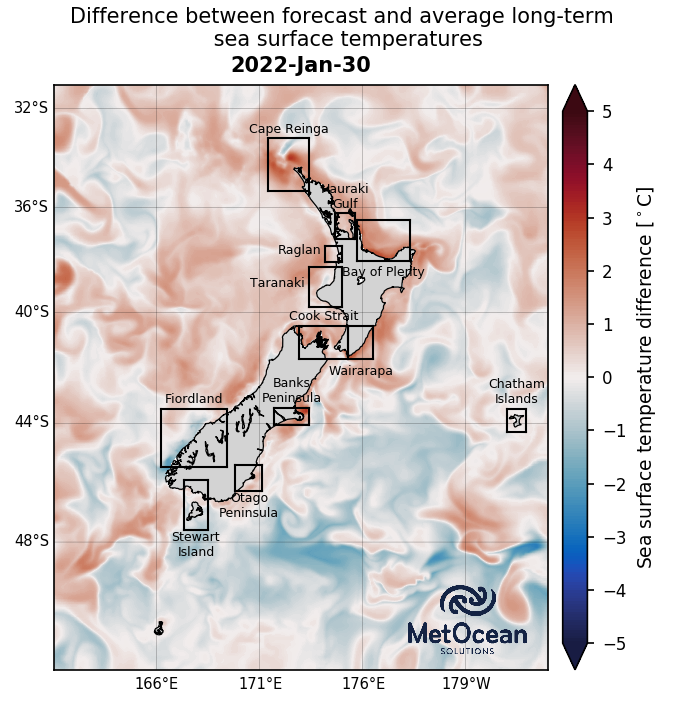 Difference between forecast and average long-term
sea surface temperatures
2022-Jan-30
32°S
36°S
40°S
44°S
48°S
166°E
171°E
176°E
179°W
Cape Reinga
Hauraki
Gulf
Raglan
Bay of Plenty
Taranaki
Cook Strait
Wairarapa
Banks
Peninsula
Fiordland
Chatham
Islands
Otago
Peninsula
Stewart
Island
MetOcean
SOLUTIONS
5
4
3
2
1
0
−1
−2
−3
−4
−5
Sea surface temperature difference [°C]